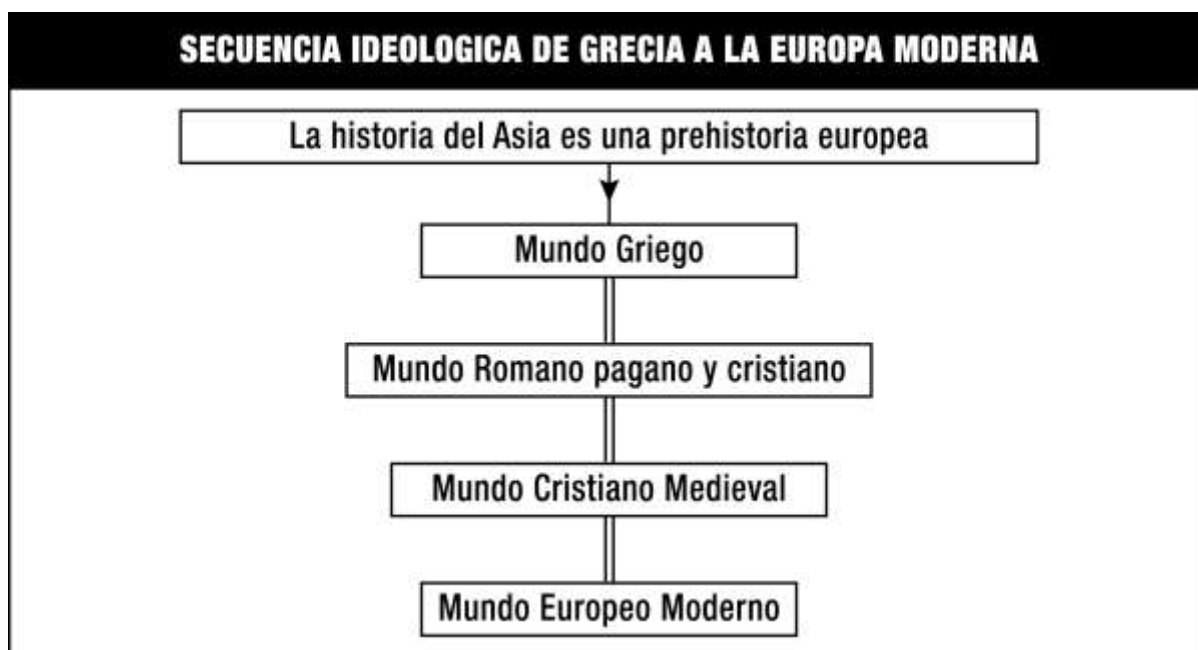 SECUENCIA IDEOLOGICA DE GRECIA A LA EUROPA MODERNA
La historia del Asia es una prehistoria europea
Mundo Griego
Mundo Romano pagano y cristiano
Mundo Cristiano Medieval
Mundo Europeo Moderno